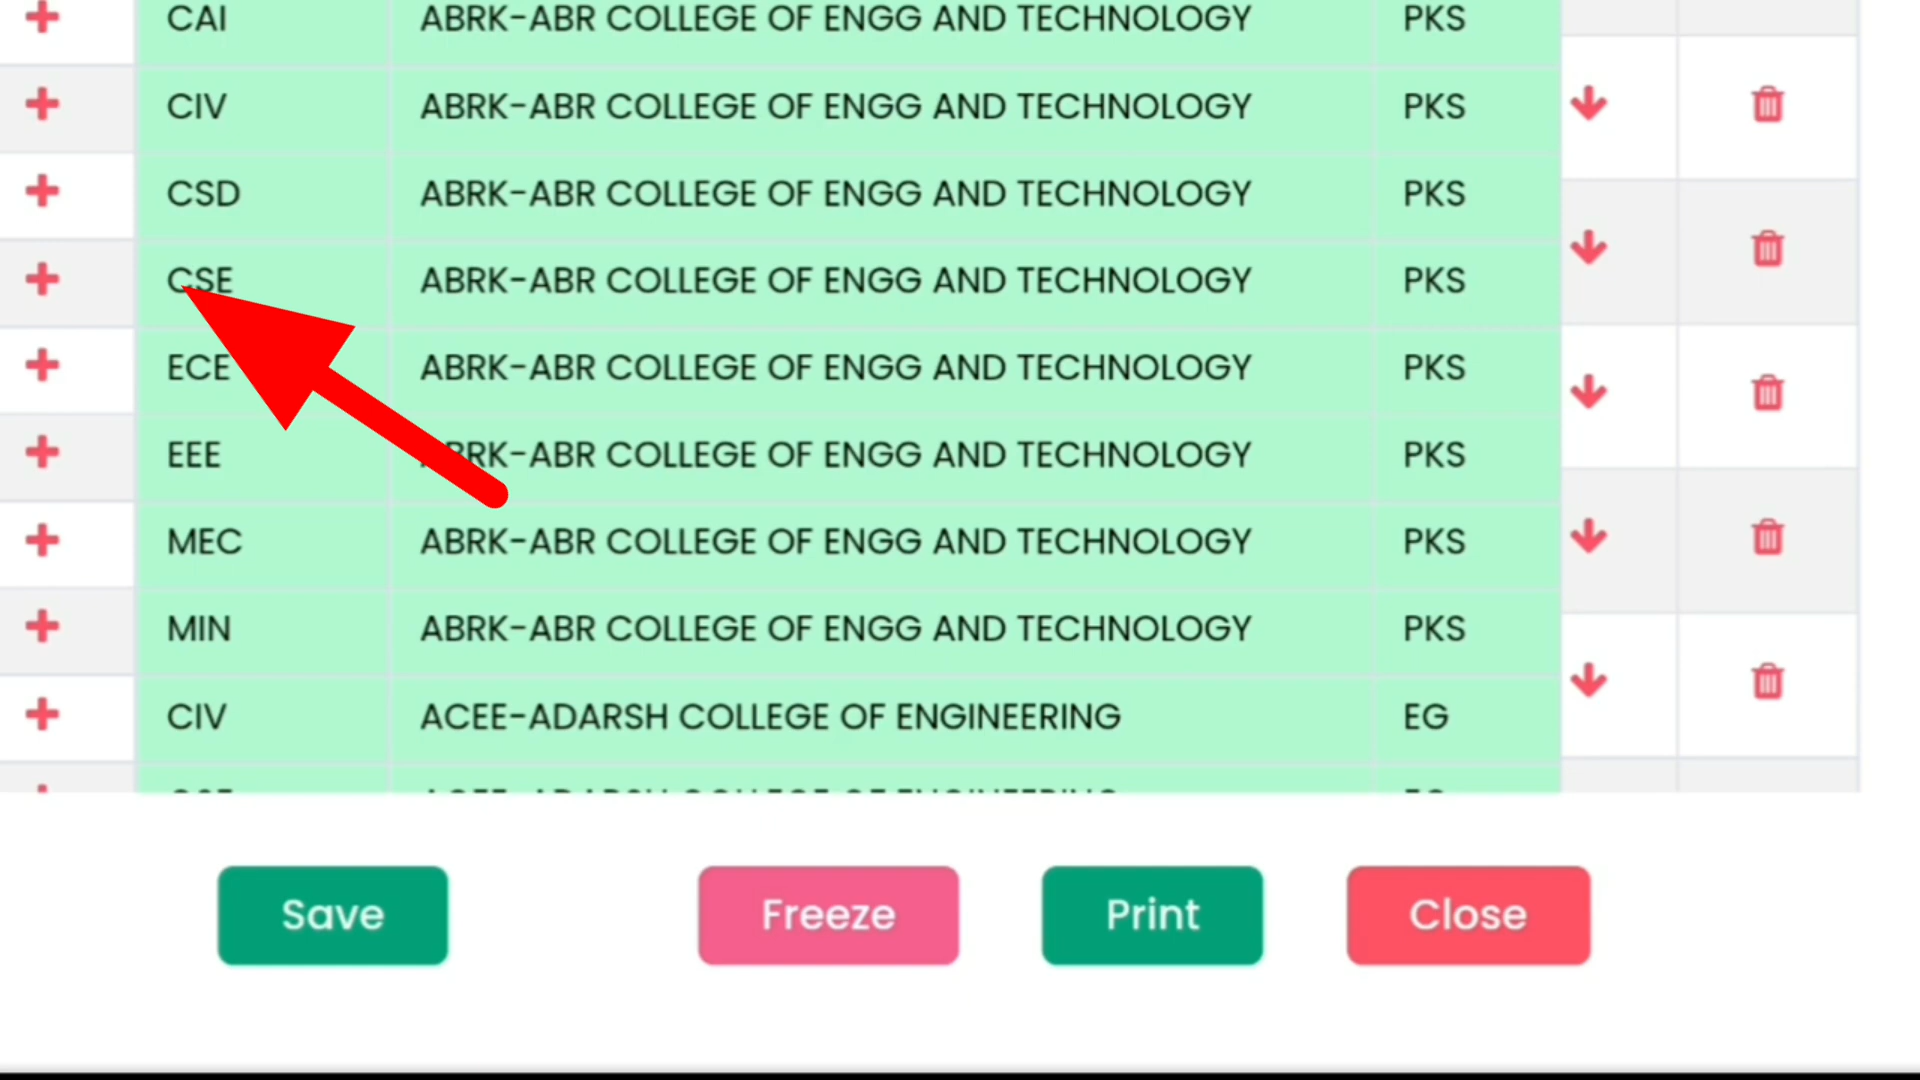 CAI ABRK-ABR COLLEGE OF ENGG AND TECHNOLOGY PKS
CIV ABRK-ABR COLLEGE OF ENGG AND TECHNOLOGY PKS
CSD ABRK-ABR COLLEGE OF ENGG AND TECHNOLOGY PKS
CSE ABRK-ABR COLLEGE OF ENGG AND TECHNOLOGY PKS
ECE ABRK-ABR COLLEGE OF ENGG AND TECHNOLOGY PKS
EEE ABRK-ABR COLLEGE OF ENGG AND TECHNOLOGY PKS
MEC ABRK-ABR COLLEGE OF ENGG AND TECHNOLOGY PKS
MIN ABRK-ABR COLLEGE OF ENGG AND TECHNOLOGY PKS
CIV ACEE-ADARSH COLLEGE OF ENGINEERING EG
Save Freeze Print Close